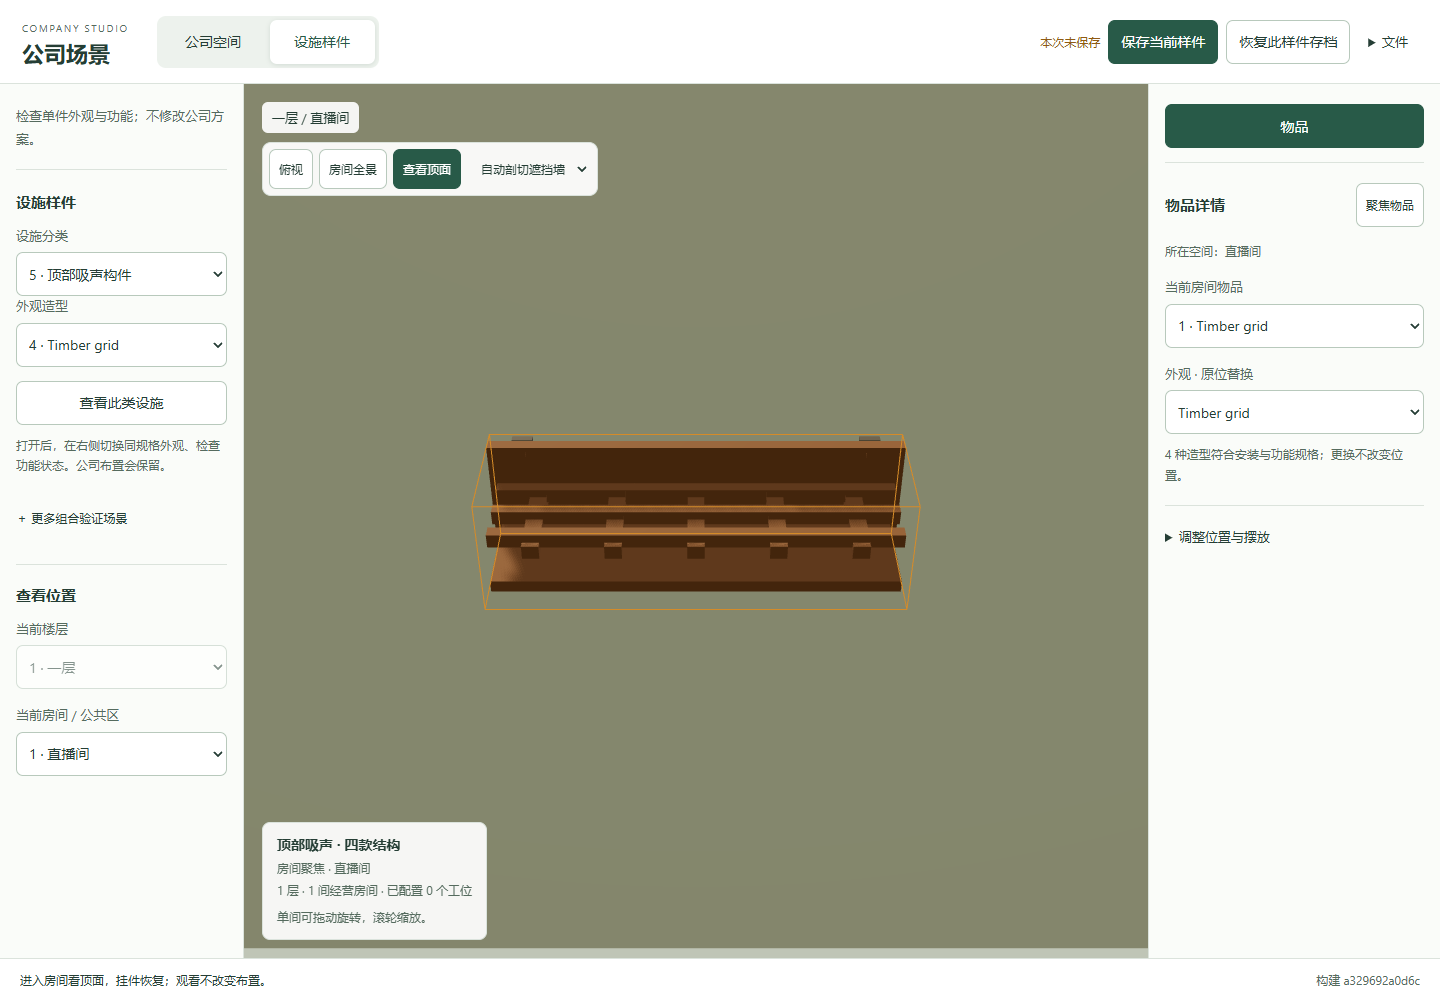 COMPANY STUDIO
公司场景
公司空间
设施样件
本次未保存
保存当前样件
恢复此样件存档
▶ 文件
检查单件外观与功能；不修改公司方案。
设施样件
设施分类
5 · 顶部吸声构件
外观造型
4 · Timber grid
查看此类设施
打开后，在右侧切换同规格外观、检查
功能状态。公司布置会保留。
+ 更多组合验证场景
查看位置
当前楼层
1 · 一层
当前房间 / 公共区
1 · 直播间
一层 / 直播间
俯视
房间全景
查看顶面
自动剖切遮挡墙
顶部吸声 · 四款结构
房间聚焦 · 直播间
1 层 · 1 间经营房间 · 已配置 0 个工位
单间可拖动旋转，滚轮缩放。
物品
物品详情
聚焦物品
所在空间：直播间
当前房间物品
1 · Timber grid
外观 · 原位替换
Timber grid
4 种造型符合安装与功能规格；更换不改变位
置。
▶ 调整位置与摆放
进入房间看顶面，挂件恢复；观看不改变布置。
构建 a329692a0d6c